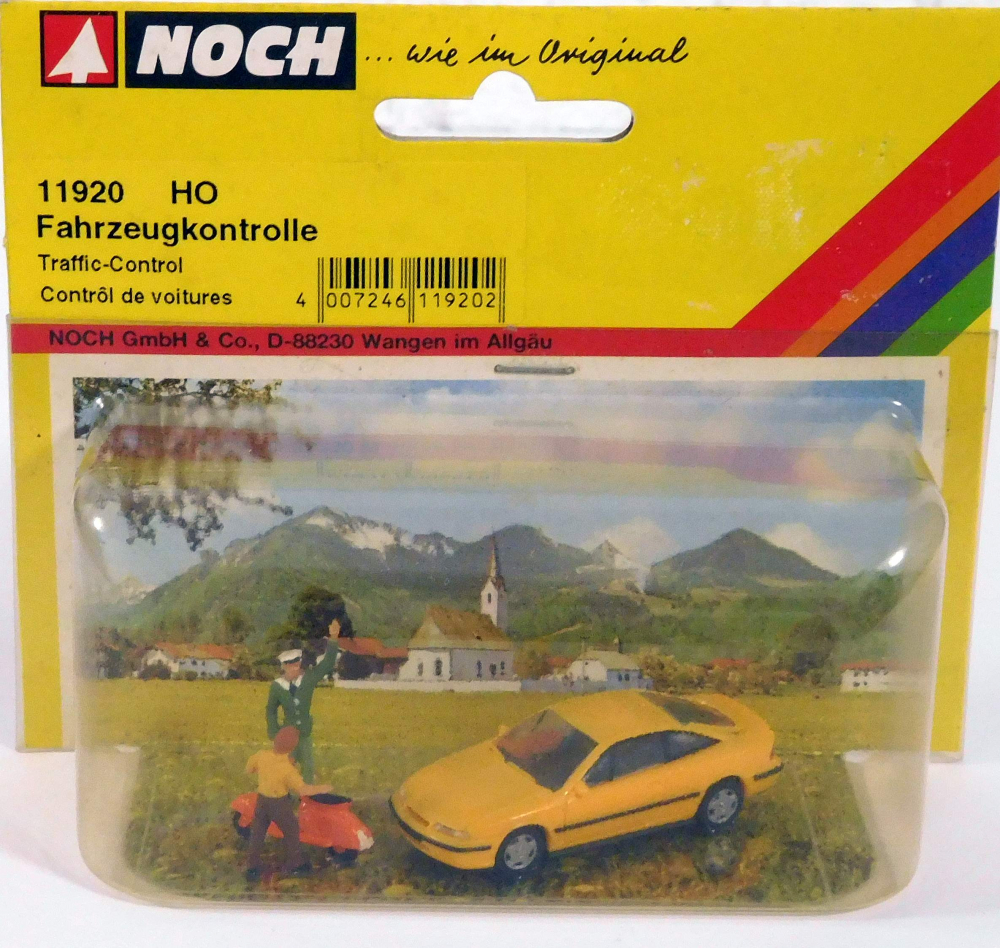 NOCH ... wie im Original
11920 HO
Fahrzeugkontrolle
Traffic-Control
Contrôl de voitures
4 007246 119202
NOCH GmbH & Co., D-88230 Wangen im Allgäu